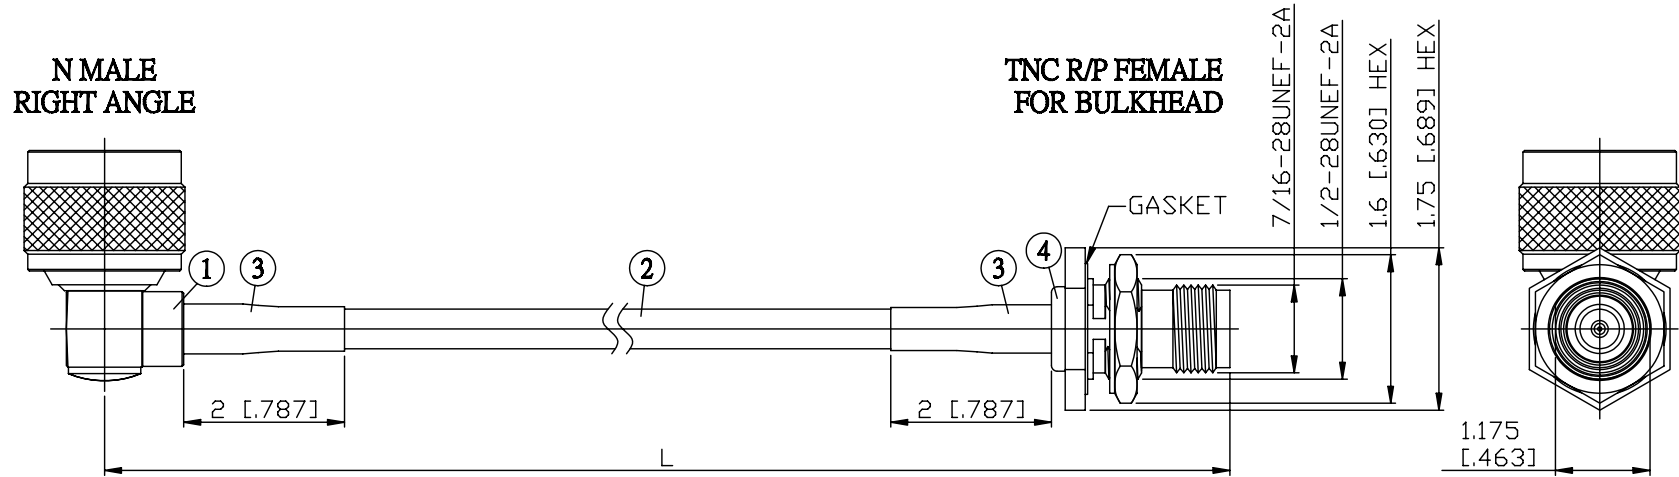 N MALE
RIGHT ANGLE
TNC R/P FEMALE
FOR BULKHEAD
7/16-28UNEF-2A
1/2-28UNEF-2A
1.6 [.630] HEX
1.75 [.689] HEX
GASKET
1
3
2
3
4
2 [.787]
2 [.787]
L
1.175
[.463]